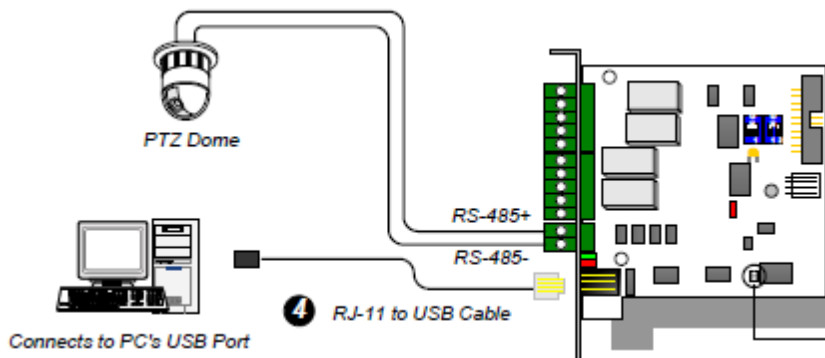 PTZ Dome
RS-485+
RS-485-
4 RJ-11 to USB Cable
Connects to PC's USB Port